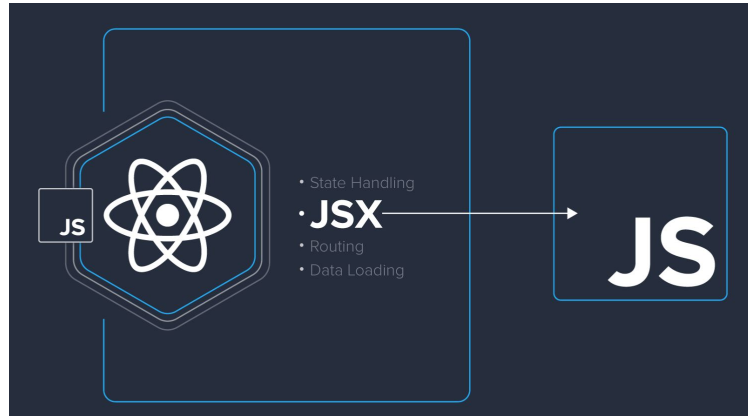 JS
• State Handling
• JSX
• Routing
• Data Loading
JS